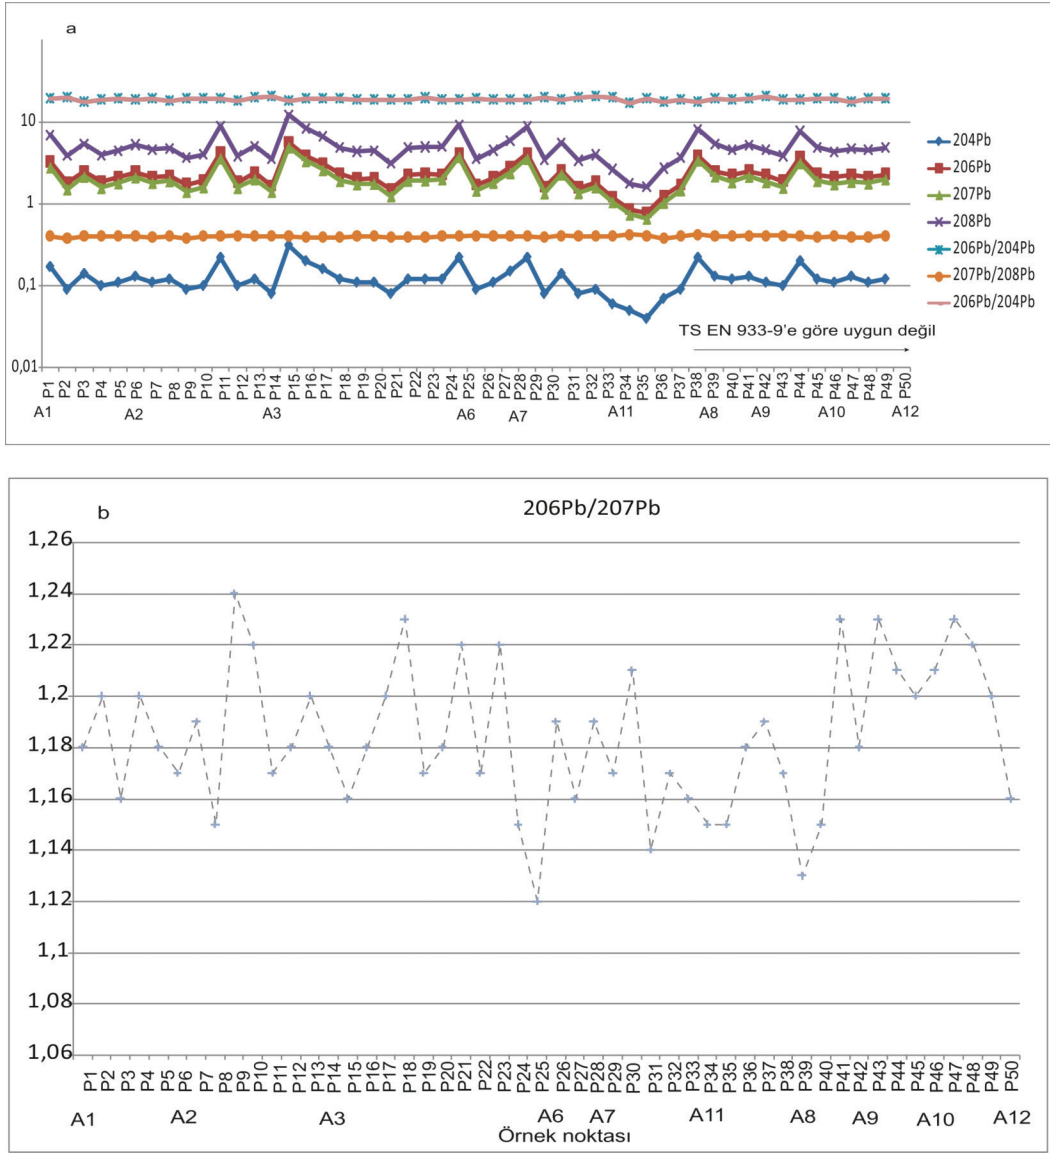 a
10
1
0,1
0,01
204Pb
206Pb
207Pb
208Pb
206Pb/204Pb
207Pb/208Pb
206Pb/204Pb
TS EN 933-9'e göre uygun değil
P1 P2 P3 P4 P5 P6 P7 P8 P9 P10 P11 P12 P13 P14 P15 P16 P17 P18 P19 P20 P21 P22 P23 P24 P25 P26 P27 P28 P29 P30 P31 P32 P33 P34 P35 P36 P37 P38 P39 P40 P41 P42 P43 P44 P45 P46 P47 P48 P49 P50
A1 A2 A3 A6 A7 A11 A8 A9 A10 A12
b
206Pb/207Pb
1,26
1,24
1,22
1,2
1,18
1,16
1,14
1,12
1,1
1,08
1,06
P1 P2 P3 P4 P5 P6 P7 P8 P9 P10 P11 P12 P13 P14 P15 P16 P17 P18 P19 P20 P21 P22 P23 P24 P25 P26 P27 P28 P29 P30 P31 P32 P33 P34 P35 P36 P37 P38 P39 P40 P41 P42 P43 P44 P45 P46 P47 P48 P49 P50
A1 A2 A3 A6 A7 A11 A8 A9 A10 A12
Örnek noktası